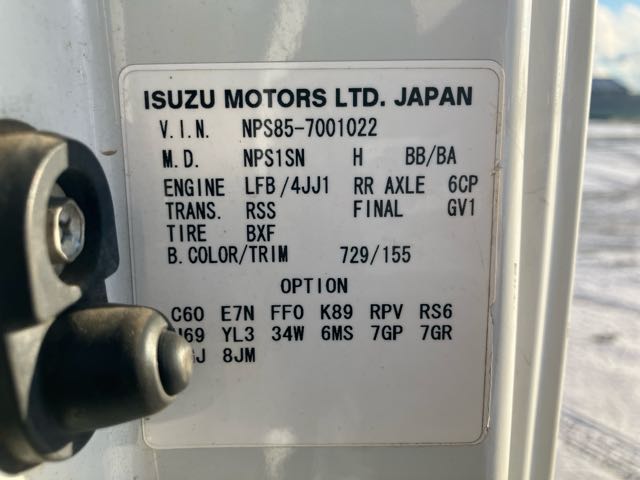 ISUZU MOTORS LTD. JAPAN
V.I.N. NPS85-7001022
M.D. NPS1SN H BB/BA
ENGINE LFB/4JJ1 RR AXLE 6CP
TRANS. RSS FINAL GV1
TIRE BXF
B.COLOR/TRIM 729/155
OPTION
C60 E7N FF0 K89 RPV RS6
YL3 34W 6MS 7GP 7GR
8JM